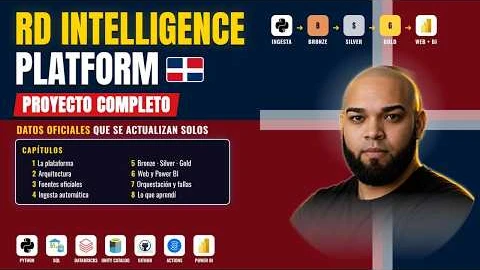 RD INTELLIGENCE
PLATFORM
PROYECTO COMPLETO
DATOS OFICIALES QUE SE ACTUALIZAN SOLOS
CAPÍTULOS
1 La plataforma
2 Arquitectura
3 Fuentes oficiales
4 Ingesta automática
5 Bronze · Silver · Gold
6 Web y Power BI
7 Orquestación y fallas
8 Lo que aprendí
B
S
G
INGESTA
BRONZE
SILVER
GOLD
WEB + BI
PYTHON
SQL
DATABRICKS
UNITY CATALOG
GITHUB
ACTIONS
POWER BI